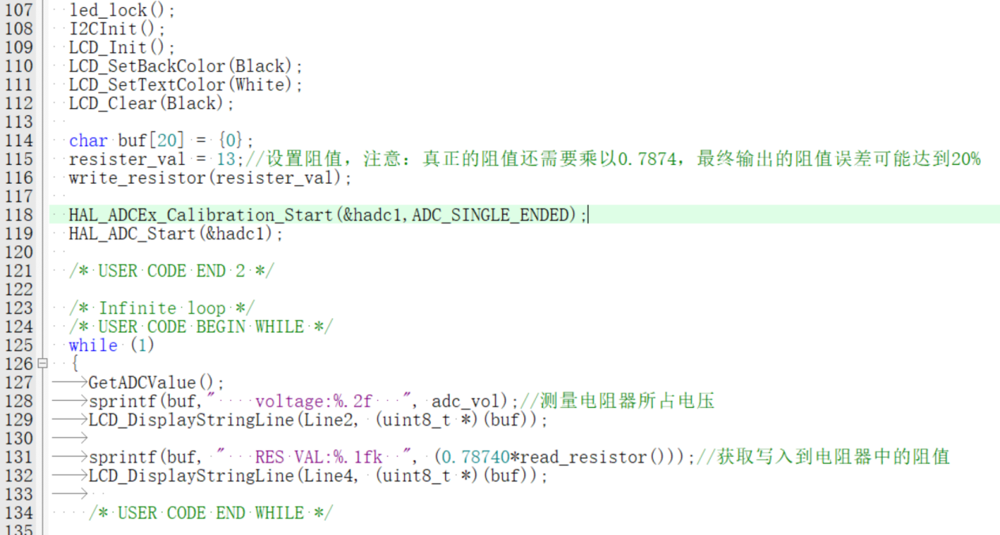 107 led_lock();
108 I2CInit();
109 LCD_Init();
110 LCD_SetBackColor(Black);
111 LCD_SetTextColor(White);
112 LCD_Clear(Black);
113
114 char buf[20] = {0};
115 resister_val = 13;//设置阻值，注意：真正的阻值还需要乘以0.7874，最终输出的阻值误差可能达到20%
116 write_resistor(resister_val);
117
118 HAL_ADCEx_Calibration_Start(&hadc1,ADC_SINGLE_ENDED);
119 HAL_ADC_Start(&hadc1);
120
121 /* USER CODE END 2 */
122
123 /* Infinite loop */
124 /* USER CODE BEGIN WHILE */
125 while (1)
126 {
127 GetADCValue();
128 sprintf(buf,"    voltage:%.2f   ", adc_vol);//测量电阻器所占电压
129 LCD_DisplayStringLine(Line2, (uint8_t *)(buf));
130
131 sprintf(buf, "   RES VAL:%.1fk  ", (0.78740*read_resistor()));//获取写入到电阻器中的阻值
132 LCD_DisplayStringLine(Line4, (uint8_t *)(buf));
133
134 /* USER CODE END WHILE */
135